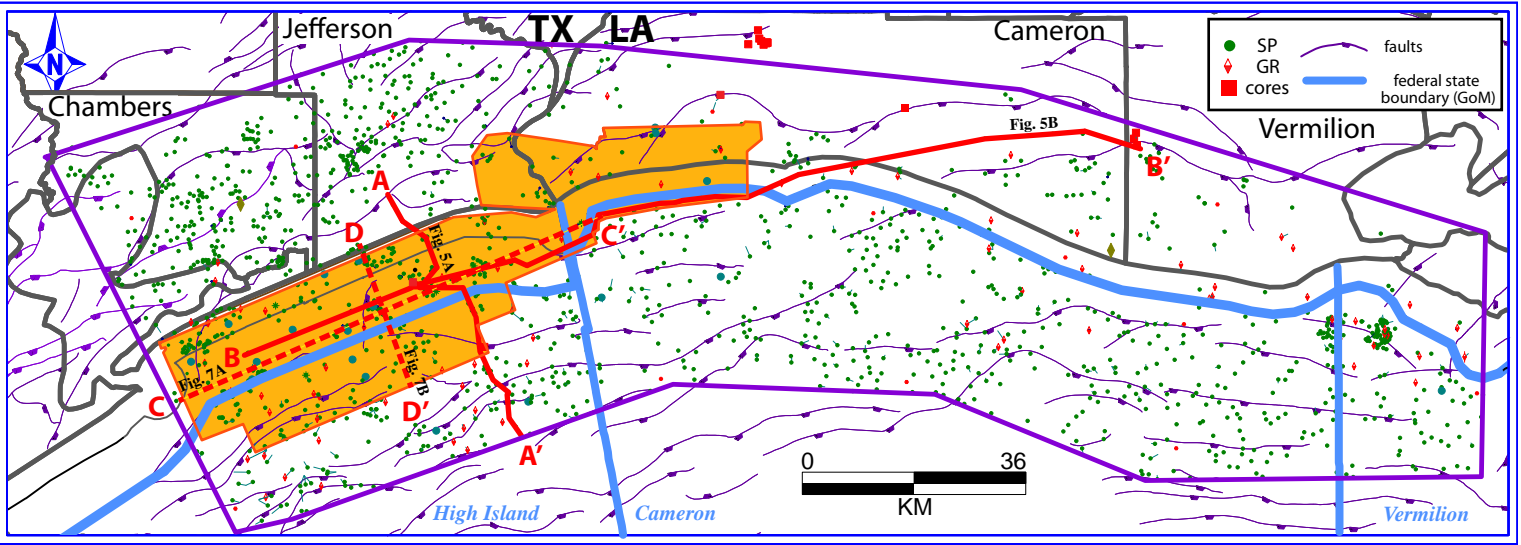 Jefferson
TX
LA
Cameron
N
Chambers
SP
GR
cores
faults
federal state
boundary (GoM)
Vermilion
Fig. 5B
B′
A
D
Fig. 5A
C′
B
Fig. 7A
C
Fig. 7B
D′
A′
0
36
KM
High Island
Cameron
Vermilion